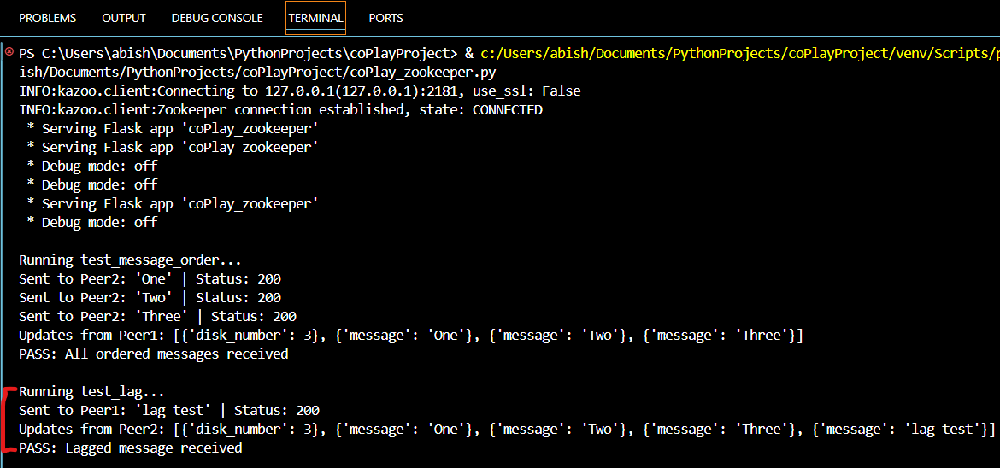 PROBLEMS OUTPUT DEBUG CONSOLE TERMINAL PORTS
PS C:\Users\abish\Documents\PythonProjects\coPlayProject> & c:/Users/abish/Documents/PythonProjects/coPlayProject/venv/Scripts/p
ish/Documents/PythonProjects/coPlayProject/coPlay_zookeeper.py
INFO:kazoo.client:Connecting to 127.0.0.1(127.0.0.1):2181, use_ssl: False
INFO:kazoo.client:Zookeeper connection established, state: CONNECTED
 * Serving Flask app 'coPlay_zookeeper'
 * Serving Flask app 'coPlay_zookeeper'
 * Debug mode: off
 * Debug mode: off
 * Serving Flask app 'coPlay_zookeeper'
 * Debug mode: off
Running test_message_order...
Sent to Peer2: 'One' | Status: 200
Sent to Peer2: 'Two' | Status: 200
Sent to Peer2: 'Three' | Status: 200
Updates from Peer1: [{'disk_number': 3}, {'message': 'One'}, {'message': 'Two'}, {'message': 'Three'}]
PASS: All ordered messages received
Running test_lag...
Sent to Peer1: 'lag test' | Status: 200
Updates from Peer2: [{'disk_number': 3}, {'message': 'One'}, {'message': 'Two'}, {'message': 'Three'}, {'message': 'lag test'}]
PASS: Lagged message received